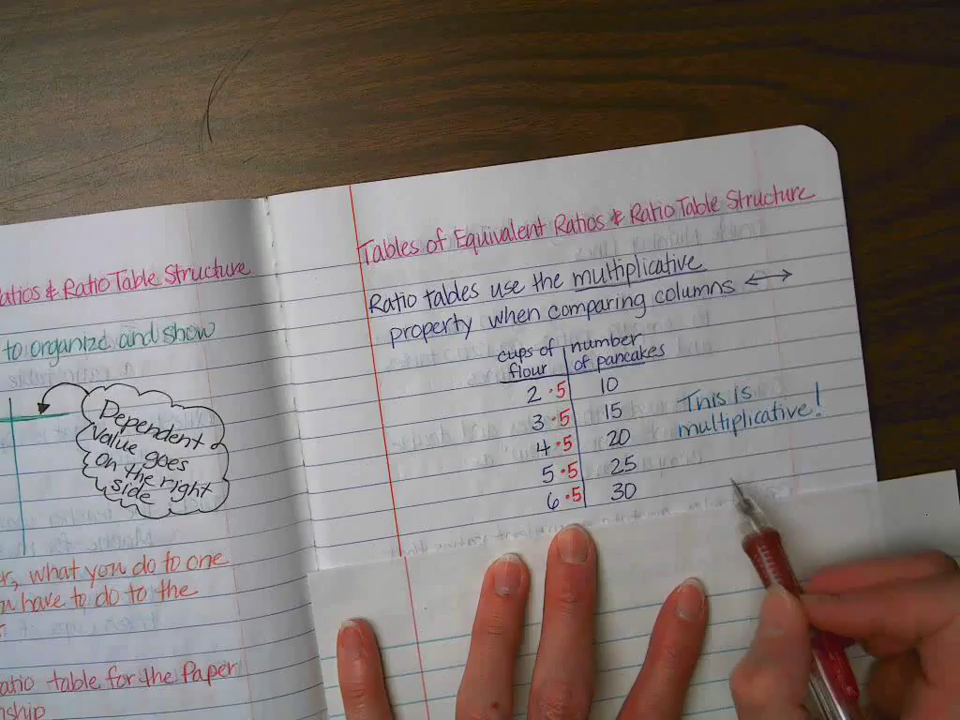 Ratios & Ratio Table Structure
to organize and show
Dependent
value goes
on the right
side
what you do to one
have to do to the
ratio table for the Paper
Tables of Equivalent Ratios & Ratio Table Structure
Ratio tables use the multiplicative
property when comparing columns ↔
cups of flour | number of pancakes
2 ·5 | 10
3 ·5 | 15
4 ·5 | 20
5 ·5 | 25
6 ·5 | 30
This is
multiplicative!